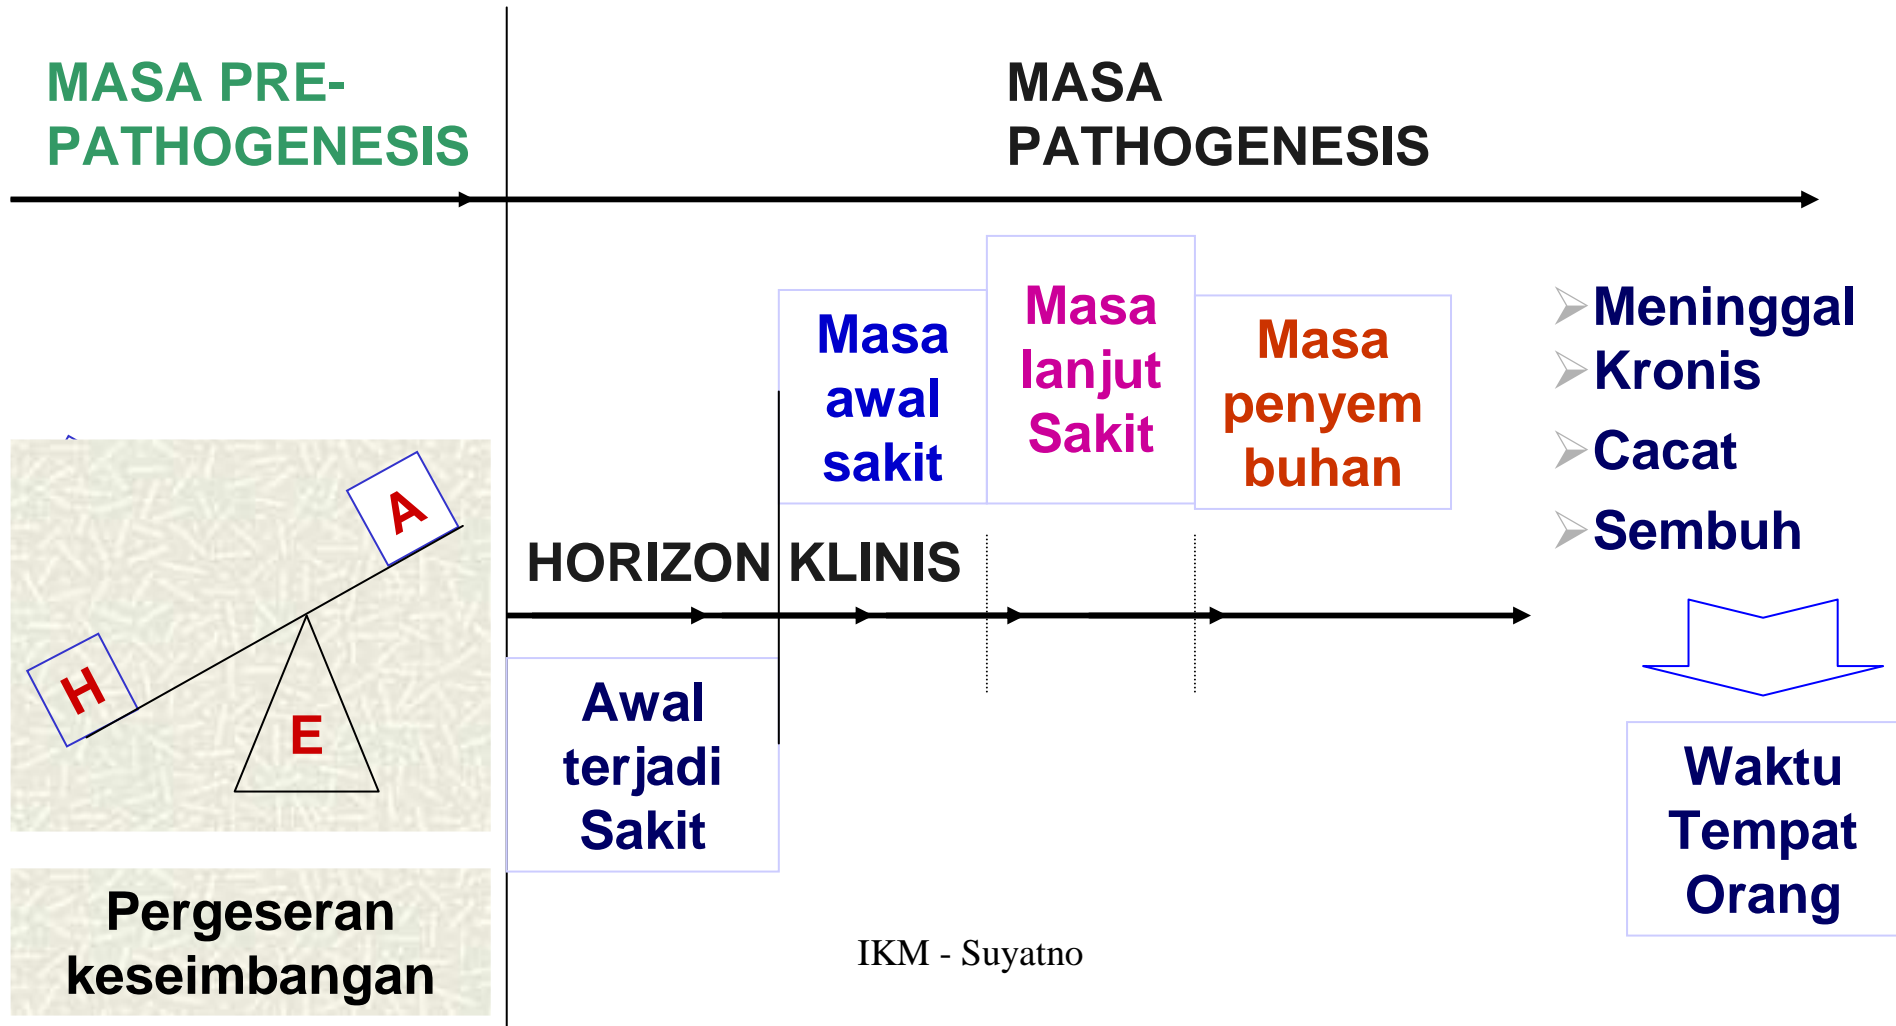 MASA PRE-
PATHOGENESIS
MASA
PATHOGENESIS
Masa
awal
sakit
Masa
lanjut
Sakit
Masa
penyem
buhan
Meninggal
Kronis
Cacat
Sembuh
A
H
E
HORIZON KLINIS
Awal
terjadi
Sakit
Waktu
Tempat
Orang
Pergeseran
keseimbangan
IKM - Suyatno